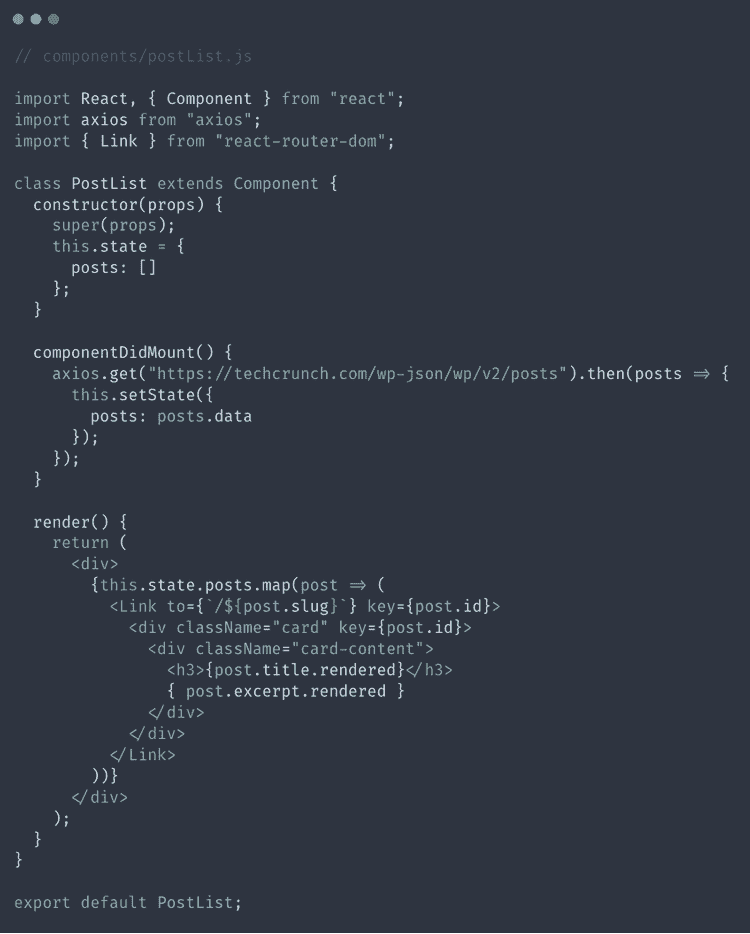 // components/postList.js

import React, { Component } from "react";
import axios from "axios";
import { Link } from "react-router-dom";

class PostList extends Component {
  constructor(props) {
    super(props);
    this.state = {
      posts: []
    };
  }

  componentDidMount() {
    axios.get("https://techcrunch.com/wp-json/wp/v2/posts").then(posts => {
      this.setState({
        posts: posts.data
      });
    });
  }

  render() {
    return (
      <div>
        {this.state.posts.map(post => (
          <Link to={`/${post.slug}`} key={post.id}>
            <div className="card" key={post.id}>
              <div className="card-content">
                <h3>{post.title.rendered}</h3>
                { post.excerpt.rendered }
              </div>
            </div>
          </Link>
        ))}
      </div>
    );
  }
}

export default PostList;